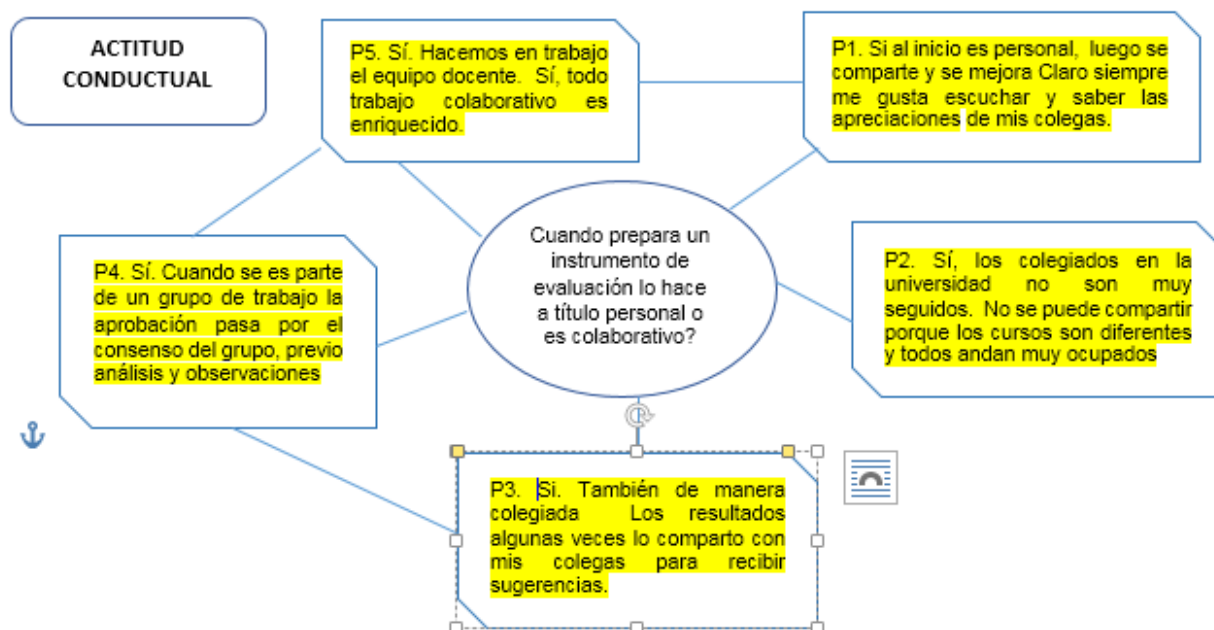 ACTITUD
CONDUCTUAL
P5. Sí. Hacemos en trabajo
el equipo docente. Sí, todo
trabajo colaborativo es
enriquecido.
P1. Si al inicio es personal, luego se
comparte y se mejora Claro siempre
me gusta escuchar y saber las
apreciaciones de mis colegas.
Cuando prepara un
instrumento de
evaluación lo hace
a título personal o
es colaborativo?
P4. Sí. Cuando se es parte
de un grupo de trabajo la
aprobación pasa por el
consenso del grupo, previo
análisis y observaciones
P2. Sí, los colegiados en la
universidad no son muy
seguidos. No se puede compartir
porque los cursos son diferentes
y todos andan muy ocupados
P3. Si. También de manera
colegiada Los resultados
algunas veces lo comparto con
mis colegas para recibir
sugerencias.